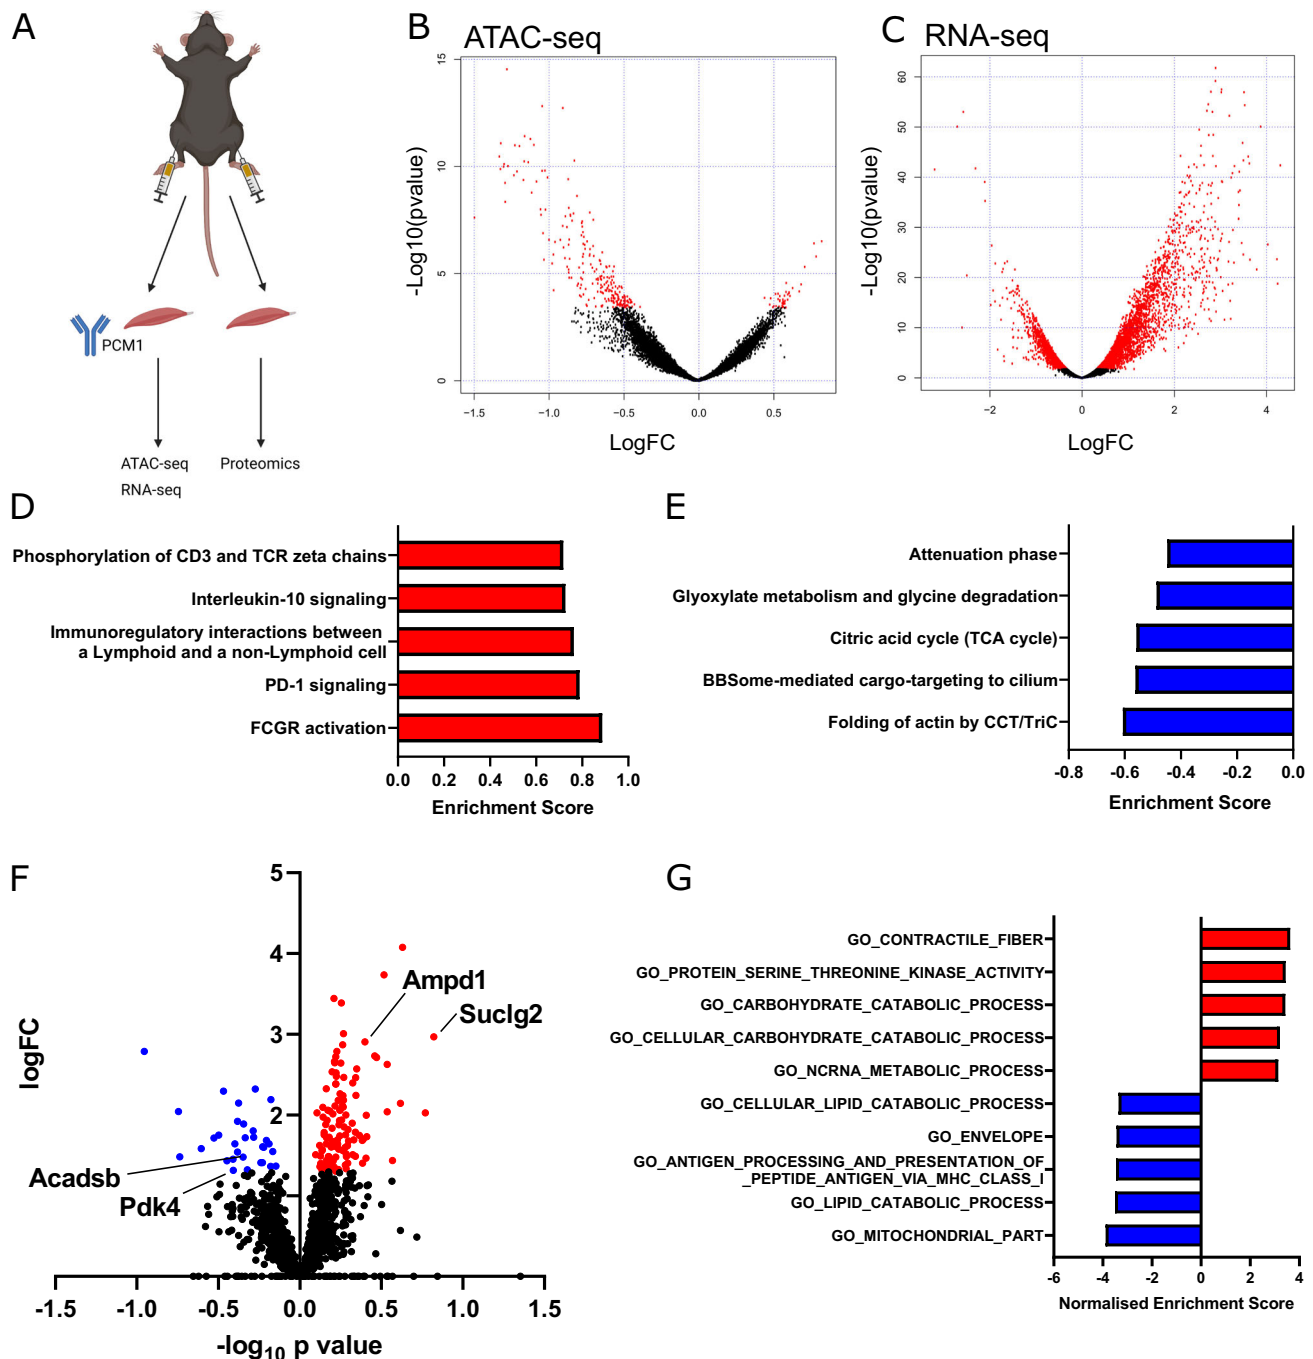 A
PCM1
ATAC-seq
RNA-seq
Proteomics
B
ATAC-seq
-Log10(pvalue)
15
10
5
0
−1.5
−1.0
−0.5
0.0
0.5
LogFC
C
RNA-seq
-Log10(pvalue)
60
50
40
30
20
10
0
−2
0
2
4
LogFC
D
Phosphorylation of CD3 and TCR zeta chains
Interleukin-10 signaling
Immunoregulatory interactions between
a Lymphoid and a non-Lymphoid cell
PD-1 signaling
FCGR activation
0.0
0.2
0.4
0.6
0.8
1.0
Enrichment Score
E
Attenuation phase
Glyoxylate metabolism and glycine degradation
Citric acid cycle (TCA cycle)
BBSome-mediated cargo-targeting to cilium
Folding of actin by CCT/TriC
-0.8
-0.6
-0.4
-0.2
0.0
Enrichment Score
F
logFC
5
4
3
2
Ampd1
Suclg2
Acadsb
Pdk4
-1.5
-1.0
-0.5
0.0
0.5
1.0
1.5
-log10 p value
G
GO_CONTRACTILE_FIBER
GO_PROTEIN_SERINE_THREONINE_KINASE_ACTIVITY
GO_CARBOHYDRATE_CATABOLIC_PROCESS
GO_CELLULAR_CARBOHYDRATE_CATABOLIC_PROCESS
GO_NCRNA_METABOLIC_PROCESS
GO_CELLULAR_LIPID_CATABOLIC_PROCESS
GO_ENVELOPE
GO_ANTIGEN_PROCESSING_AND_PRESENTATION_OF
_PEPTIDE_ANTIGEN_VIA_MHC_CLASS_I
GO_LIPID_CATABOLIC_PROCESS
GO_MITOCHONDRIAL_PART
-6
-4
-2
0
2
4
Normalised Enrichment Score